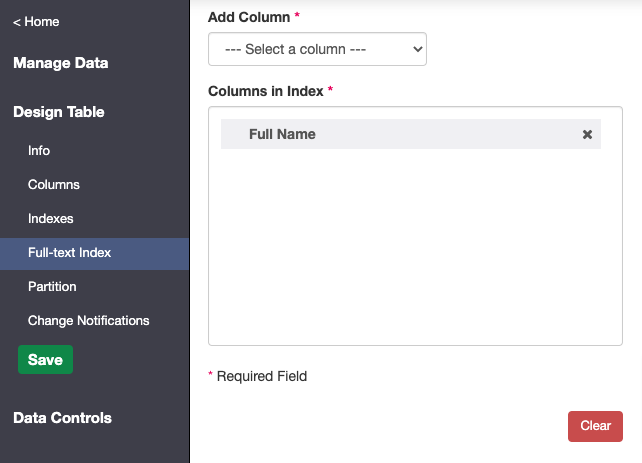 < Home
Manage Data
Design Table
Info
Columns
Indexes
Full-text Index
Partition
Change Notifications
Save
Data Controls
Add Column *
--- Select a column ---
Columns in Index *
Full Name ×
* Required Field
Clear